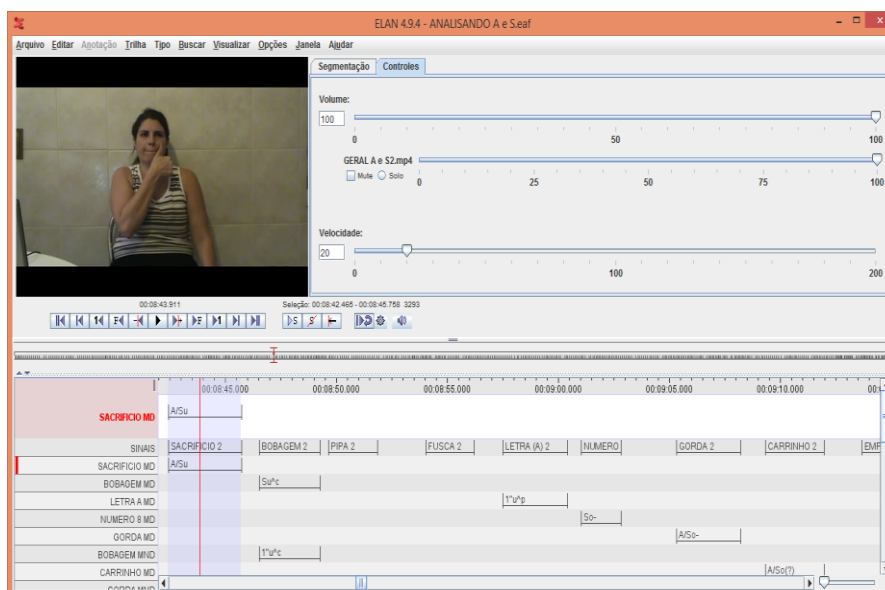 ELAN 4.9.4 - ANALISANDO A e S.eaf
Arquivo Editar Anotação Trilha Tipo Buscar Visualizar Opções Janela Ajudar
Segmentação Controles
Volume:
100
0 50 100
GERAL A e S2.mp4
Mute Solo
0 25 50 75 100
Velocidade:
20
0 100 200
00:08:43.911 Seleção: 00:08:42.465 - 00:08:45.758 3293
00:08:45.000 00:08:50.000 00:08:55.000 00:09:00.000 00:09:05.000 00:09:10.000
SACRIFICIO MD A/Su
SINAIS SACRIFICIO 2 BOBAGEM 2 PIPA 2 FUSCA 2 LETRA (A) 2 NUMERO GORDA 2 CARRINHO 2
SACRIFICIO MD A/Su
BOBAGEM MD Su^c
LETRA A MD 1"u^p
NUMERO 8 MD So-
GORDA MD A/So-
BOBAGEM MND 1"u^c
CARRINHO MD A/So(?)
GORDA MND